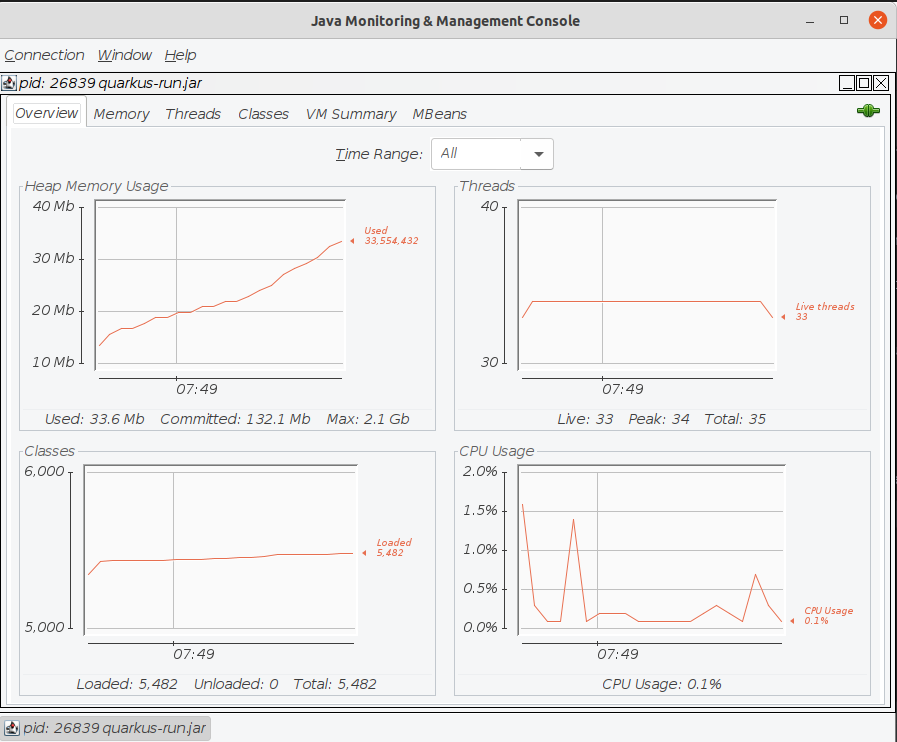 Java Monitoring & Management Console
Connection Window Help
pid: 26839 quarkus-run.jar
Overview Memory Threads Classes VM Summary MBeans
Time Range: All
Heap Memory Usage
40 Mb
30 Mb
20 Mb
10 Mb
Used
33,554,432
07:49
Used: 33.6 Mb Committed: 132.1 Mb Max: 2.1 Gb
Threads
40
30
Live threads
33
07:49
Live: 33 Peak: 34 Total: 35
Classes
6,000
5,000
Loaded
5,482
07:49
Loaded: 5,482 Unloaded: 0 Total: 5,482
CPU Usage
2.0%
1.5%
1.0%
0.5%
0.0%
CPU Usage
0.1%
07:49
CPU Usage: 0.1%
pid: 26839 quarkus-run.jar